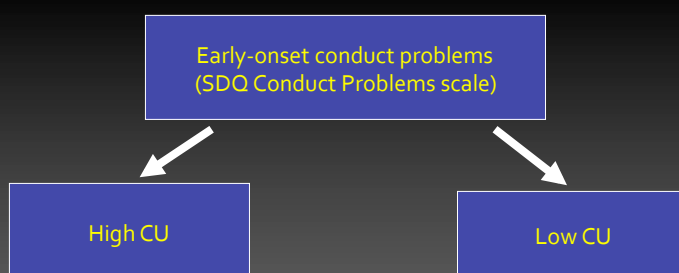 Early-onset conduct problems
(SDQ Conduct Problems scale)
High CU
Low CU